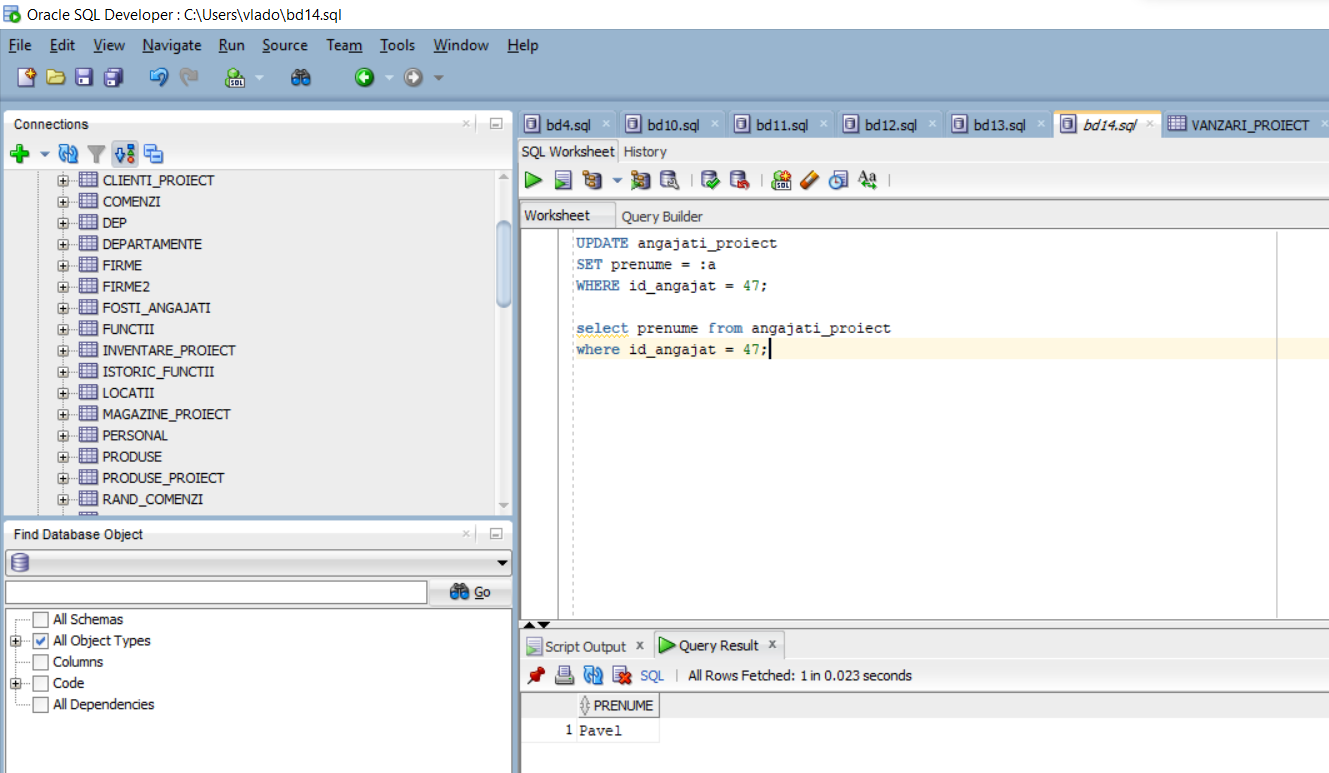 Oracle SQL Developer : C:\Users\vlado\bd14.sql
File Edit View Navigate Run Source Team Tools Window Help
Connections
CLIENTI_PROIECT
COMENZI
DEP
DEPARTAMENTE
FIRME
FIRME2
FOSTI_ANGAJATI
FUNCTII
INVENTARE_PROIECT
ISTORIC_FUNCTII
LOCATII
MAGAZINE_PROIECT
PERSONAL
PRODUSE
PRODUSE_PROIECT
RAND_COMENZI
Find Database Object
Go
All Schemas
All Object Types
Columns
Code
All Dependencies
bd4.sql bd10.sql bd11.sql bd12.sql bd13.sql bd14.sql VANZARI_PROIECT
SQL Worksheet History
Worksheet Query Builder
UPDATE angajati_proiect
SET prenume = :a
WHERE id_angajat = 47;
select prenume from angajati_proiect
where id_angajat = 47;
Script Output x Query Result x
SQL | All Rows Fetched: 1 in 0.023 seconds
PRENUME
1 Pavel